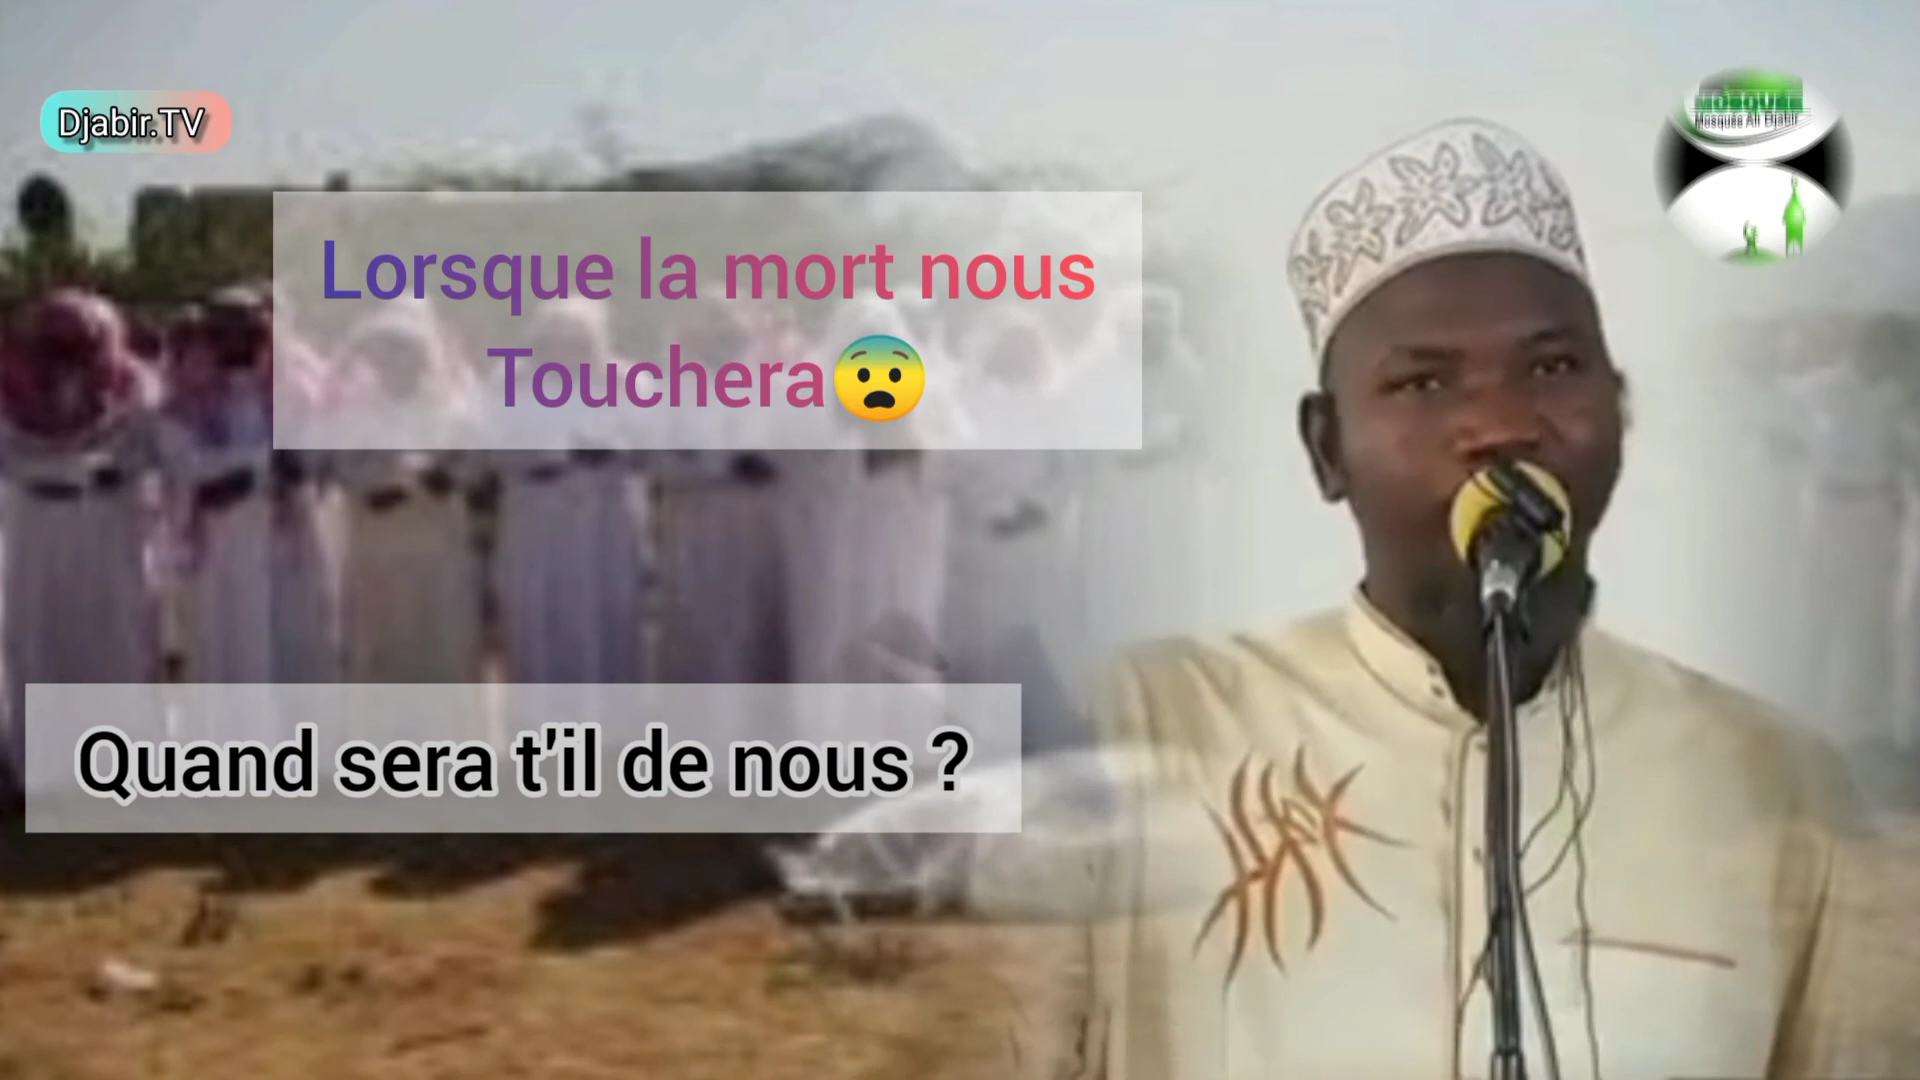 Djabir.TV
MOSQUEE
Lorsque la mort nous
Touchera😨
Quand sera t'il de nous ?